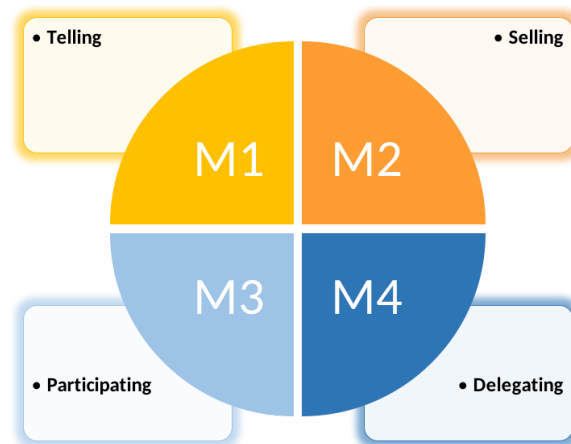 • Telling
• Selling
M1
M2
M3
M4
• Participating
• Delegating